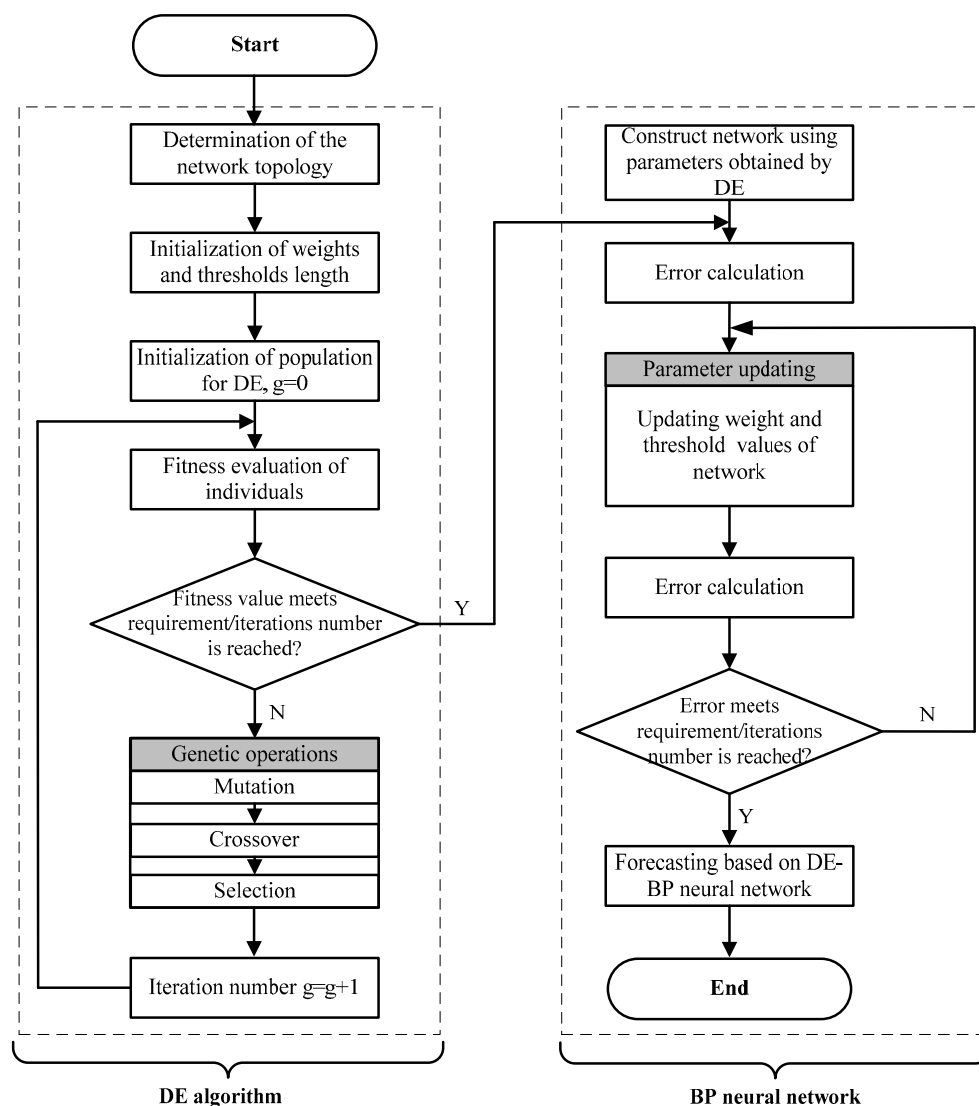 Start
Determination of the
network topology
Initialization of weights
and thresholds length
Initialization of population
for DE, g=0
Fitness evaluation of
individuals
Fitness value meets
requirement/iterations number
is reached?
Y
N
Genetic operations
Mutation
Crossover
Selection
Iteration number g=g+1
DE algorithm
Construct network using
parameters obtained by
DE
Error calculation
Parameter updating
Updating weight and
threshold values of
network
Error calculation
Error meets
requirement/iterations
number is reached?
N
Y
Forecasting based on DE-
BP neural network
End
BP neural network